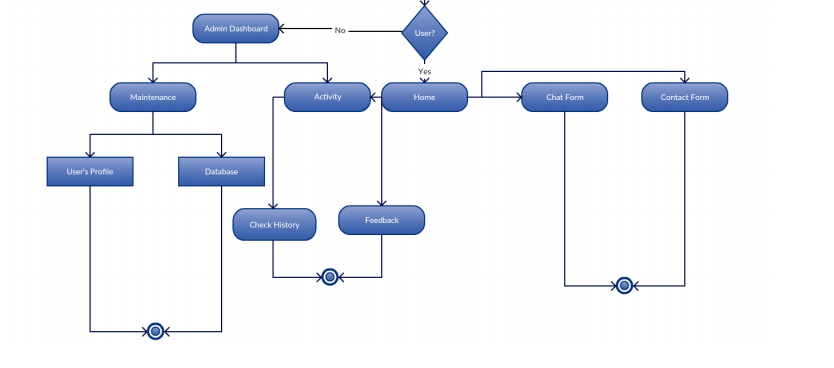 Admin Dashboard
No
User?
Yes
Maintenance
Activity
Home
Chat Form
Contact Form
User's Profile
Database
Check History
Feedback